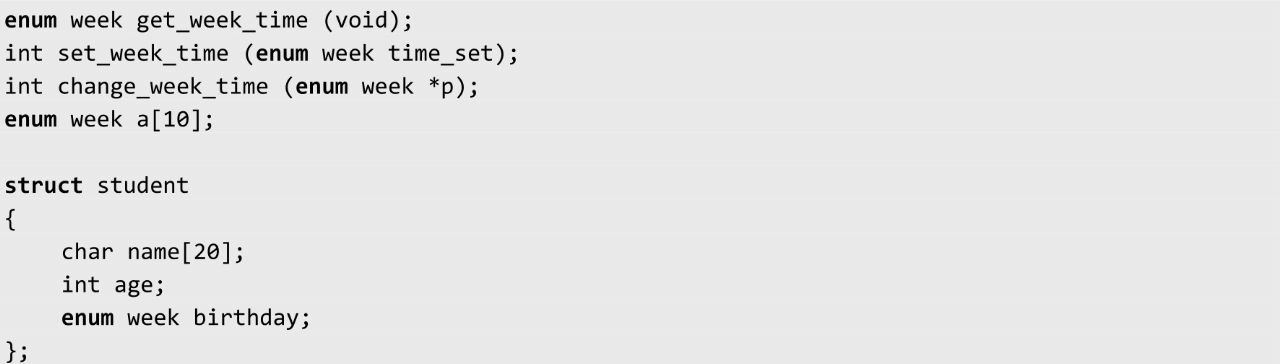 enum week get_week_time (void);
int set_week_time (enum week time_set);
int change_week_time (enum week *p);
enum week a[10];

struct student
{
    char name[20];
    int age;
    enum week birthday;
};